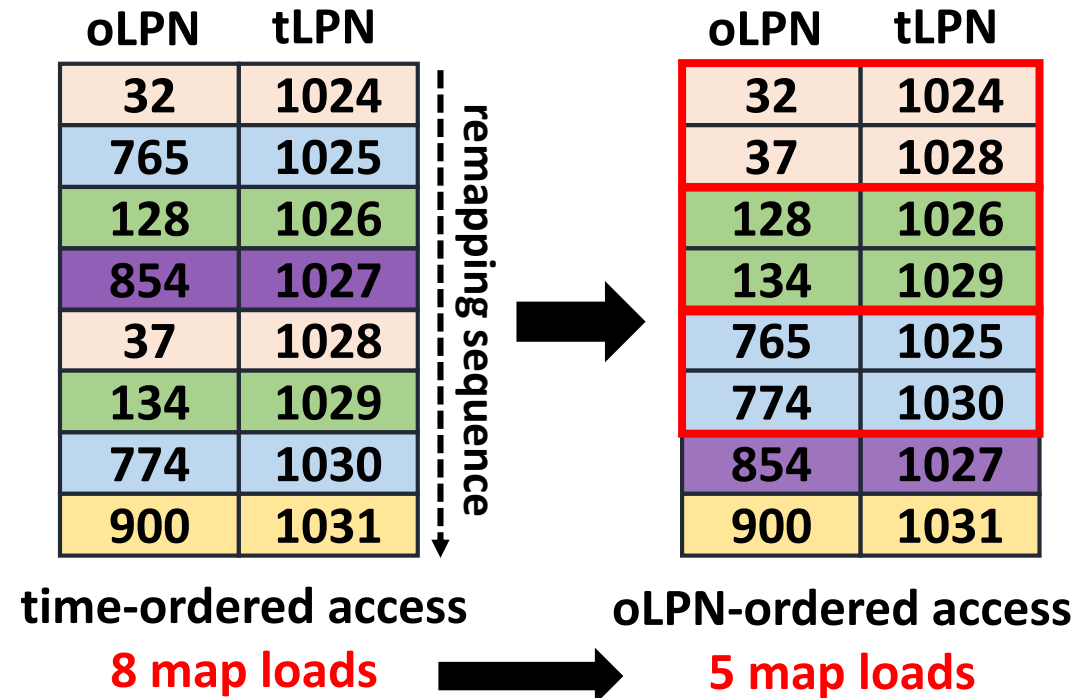 oLPN tLPN
32 1024
765 1025
128 1026
854 1027
37 1028
134 1029
774 1030
900 1031
remapping sequence
time-ordered access
8 map loads
oLPN tLPN
32 1024
37 1028
128 1026
134 1029
765 1025
774 1030
854 1027
900 1031
oLPN-ordered access
5 map loads